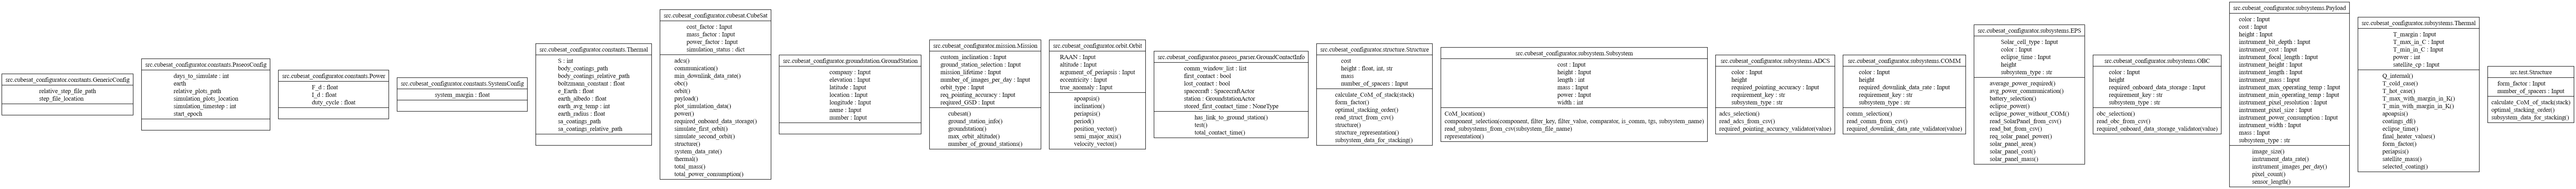 src.cubesat_configurator.constants.GenericConfig
relative_step_file_path
step_file_location
src.cubesat_configurator.constants.PaseosConfig
days_to_simulate : int
earth
relative_plots_path
simulation_plots_location
simulation_timestep : int
start_epoch
src.cubesat_configurator.constants.Power
F_d : float
I_d : float
duty_cycle : float
src.cubesat_configurator.constants.SystemConfig
system_margin : float
src.cubesat_configurator.constants.Thermal
S : int
body_coatings_path
body_coatings_relative_path
boltzmann_constant : float
e_Earth : float
earth_albedo : float
earth_avg_temp : int
earth_radius : float
sa_coatings_path
sa_coatings_relative_path
src.cubesat_configurator.cubesat.CubeSat
cost_factor : Input
mass_factor : Input
power_factor : Input
simulation_status : dict
adcs()
communication()
min_downlink_data_rate()
obc()
orbit()
payload()
plot_simulation_data()
power()
required_onboard_data_storage()
simulate_first_orbit()
simulate_second_orbit()
structure()
system_data_rate()
thermal()
total_mass()
total_power_consumption()
src.cubesat_configurator.groundstation.GroundStation
company : Input
elevation : Input
latitude : Input
location : Input
longitude : Input
name : Input
number : Input
src.cubesat_configurator.mission.Mission
custom_inclination : Input
ground_station_selection : Input
mission_lifetime : Input
number_of_images_per_day : Input
orbit_type : Input
req_pointing_accuracy : Input
required_GSD : Input
cubesat()
ground_station_info()
groundstation()
max_orbit_altitude()
number_of_ground_stations()
src.cubesat_configurator.orbit.Orbit
RAAN : Input
altitude : Input
argument_of_periapsis : Input
eccentricity : Input
true_anomaly : Input
apoapsis()
inclination()
periapsis()
period()
position_vector()
semi_major_axis()
velocity_vector()
src.cubesat_configurator.paseos_parser.GroundContactInfo
comm_window_list : list
first_contact : bool
lost_contact : bool
spacecraft : SpacecraftActor
station : GroundstationActor
stored_first_contact_time : NoneType
has_link_to_ground_station()
test()
total_contact_time()
src.cubesat_configurator.structure.Structure
cost
height : float, int, str
mass
number_of_spacers : Input
calculate_CoM_of_stack(stack)
form_factor()
optimal_stacking_order()
read_struct_from_csv()
structure()
structure_representation()
subsystem_data_for_stacking()
src.cubesat_configurator.subsystem.Subsystem
cost : Input
height : Input
length : int
mass : Input
power : Input
width : int
CoM_location()
component_selection(component, filter_key, filter_value, comparator, is_comm, tgs, subsystem_name)
read_subsystems_from_csv(subsystem_file_name)
representation()
src.cubesat_configurator.subsystems.ADCS
color : Input
height
required_pointing_accuracy : Input
requirement_key : str
subsystem_type : str
adcs_selection()
read_adcs_from_csv()
required_pointing_accuracy_validator(value)
src.cubesat_configurator.subsystems.COMM
color : Input
height : Input
required_downlink_data_rate : Input
requirement_key : str
subsystem_type : str
comm_selection()
read_comm_from_csv()
required_downlink_data_rate_validator(value)
src.cubesat_configurator.subsystems.EPS
Solar_cell_type : Input
color : Input
eclipse_time : Input
height
subsystem_type : str
average_power_required()
avg_power_communication()
battery_selection()
eclipse_power()
eclipse_power_without_COM()
read_SolarPanel_from_csv()
read_bat_from_csv()
req_solar_panel_power()
solar_panel_area()
solar_panel_cost()
solar_panel_mass()
src.cubesat_configurator.subsystems.OBC
color : Input
height : Input
required_onboard_data_storage : Input
requirement_key : str
subsystem_type : str
obc_selection()
read_obc_from_csv()
required_onboard_data_storage_validator(value)
src.cubesat_configurator.subsystems.Payload
color : Input
cost : Input
height : Input
instrument_bit_depth : Input
instrument_cost : Input
instrument_focal_length : Input
instrument_height : Input
instrument_length : Input
instrument_mass : Input
instrument_max_operating_temp : Input
instrument_min_operating_temp : Input
instrument_pixel_resolution : Input
instrument_pixel_size : Input
instrument_power_consumption : Input
instrument_width : Input
mass : Input
subsystem_type : str
image_size()
instrument_data_rate()
instrument_images_per_day()
pixel_count()
sensor_length()
src.cubesat_configurator.subsystems.Thermal
T_margin : Input
T_max_in_C : Input
T_min_in_C : Input
power : int
satellite_cp : Input
Q_internal()
T_cold_case()
T_hot_case()
T_max_with_margin_in_K()
T_min_with_margin_in_K()
apoapsis()
coatings_df()
eclipse_time()
final_heater_values()
form_factor()
periapsis()
satellite_mass()
selected_coating()
src.test.Structure
form_factor : Input
number_of_spacers : Input
calculate_CoM_of_stack(stack)
optimal_stacking_order()
subsystem_data_for_stacking()